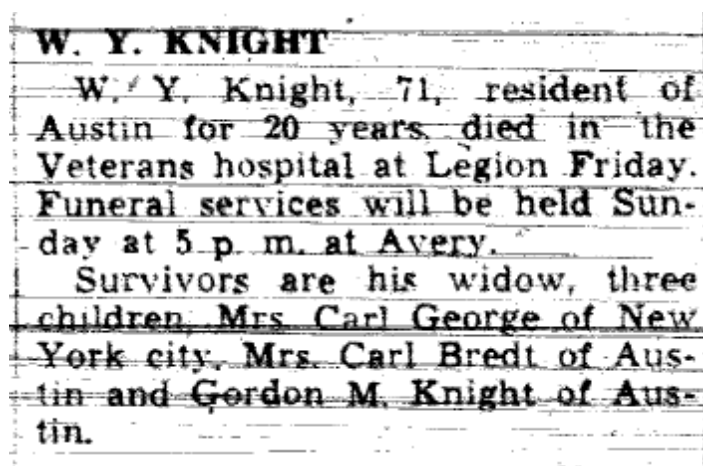 W. Y. KNIGHT
W. Y. Knight, 71, resident of
Austin for 20 years, died in the
Veterans hospital at Legion Friday.
Funeral services will be held Sun-
day at 5 p. m. at Avery.
Survivors are his widow, three
children, Mrs. Carl George of New
York city, Mrs. Carl Bredt of Aus-
tin and Gordon M. Knight of Aus-
tin.